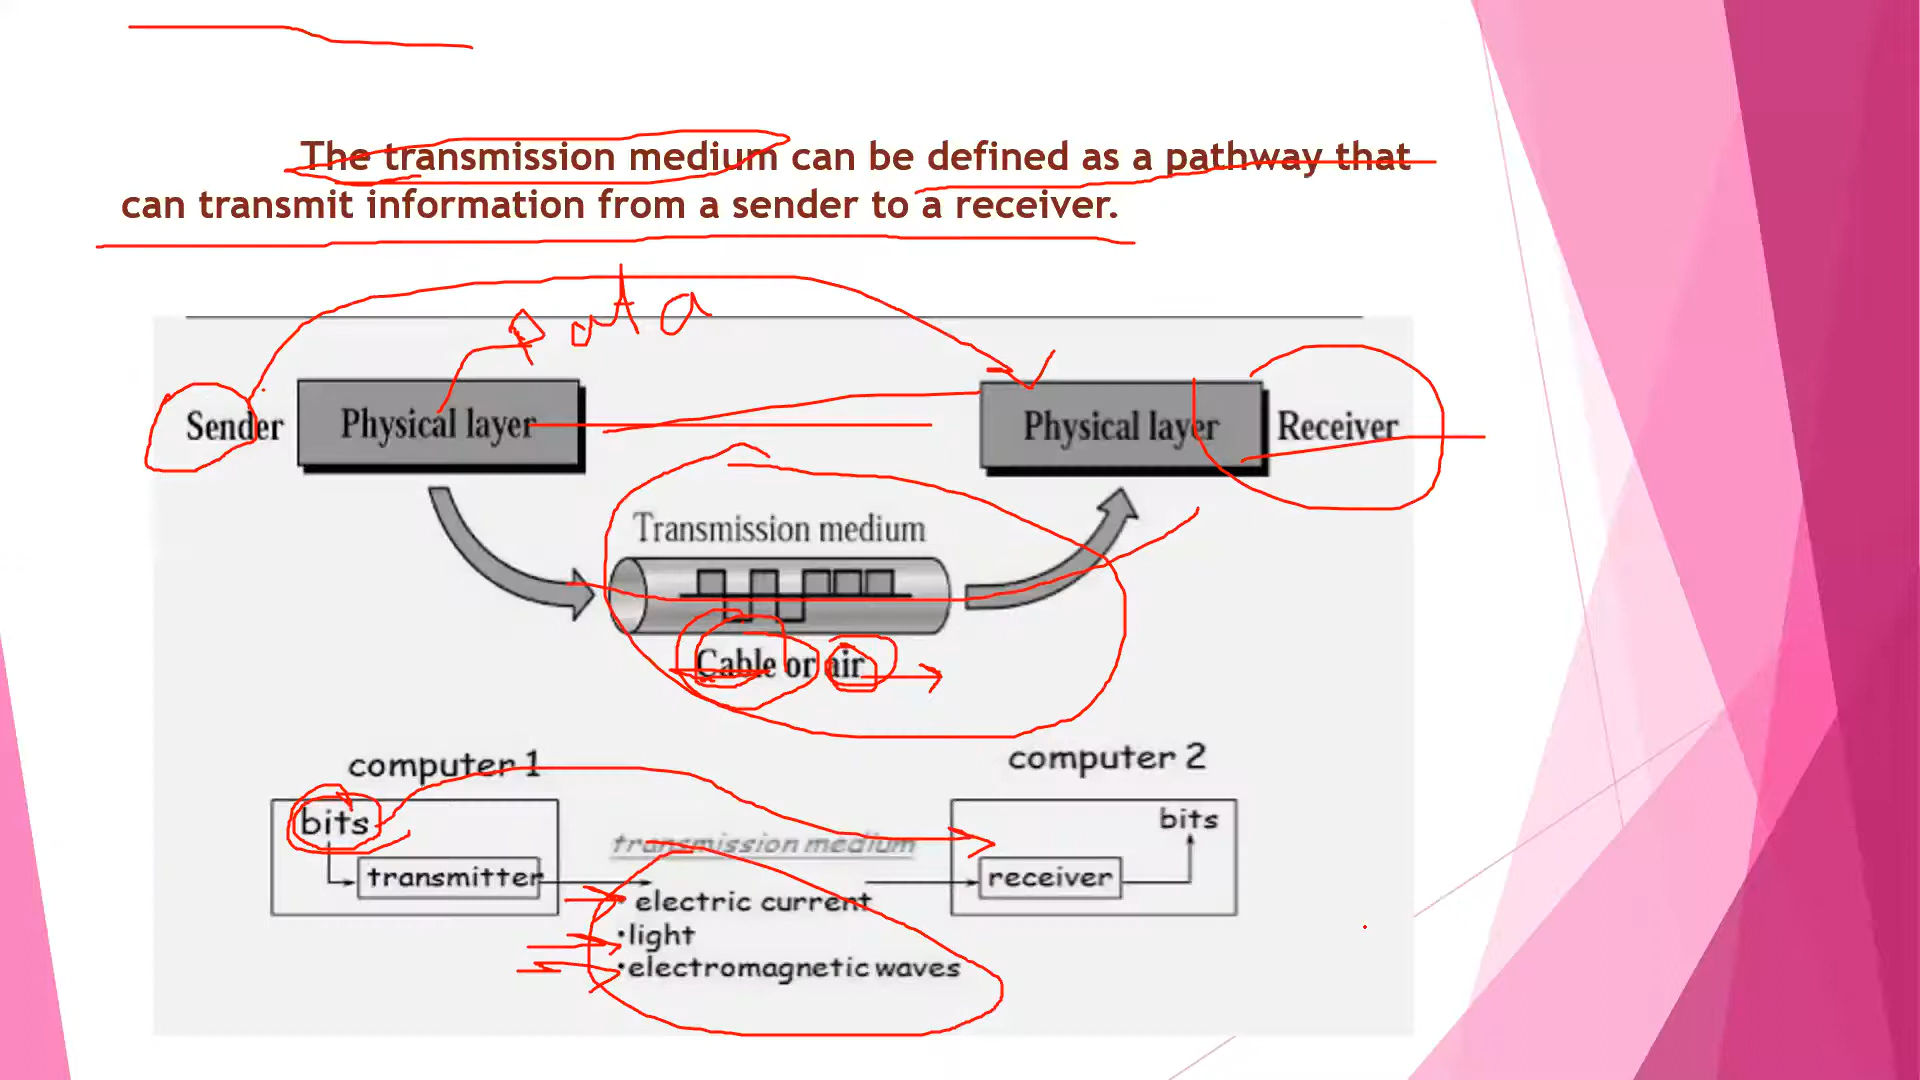 The transmission medium can be defined as a pathway that
can transmit information from a sender to a receiver.
Data
Sender Physical layer Physical layer Receiver
Transmission medium
Cable or air
computer 1 computer 2
bits bits
transmission medium
transmitter receiver
electric current
•light
•electromagnetic waves